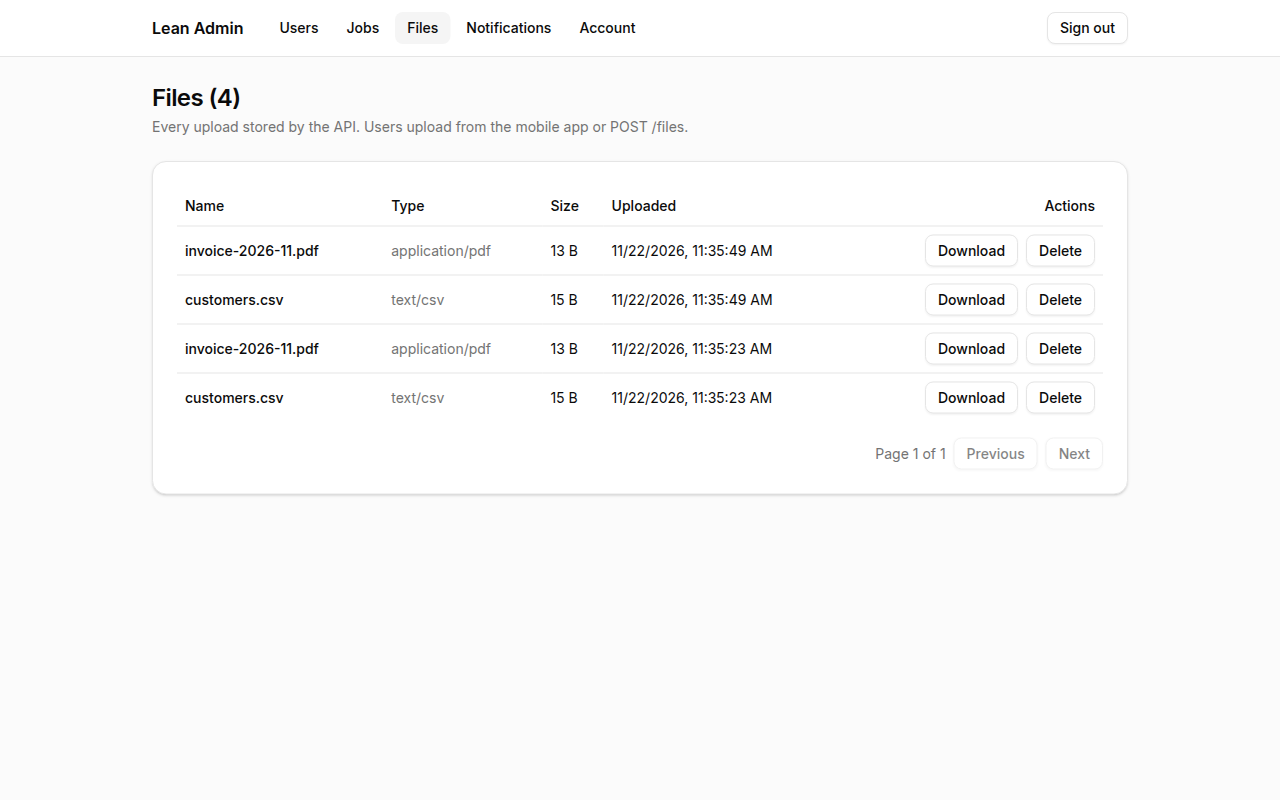 Lean Admin Users Jobs Files Notifications Account Sign out
Files (4)
Every upload stored by the API. Users upload from the mobile app or POST /files.
Name Type Size Uploaded Actions
invoice-2026-11.pdf application/pdf 13 B 11/22/2026, 11:35:49 AM Download Delete
customers.csv text/csv 15 B 11/22/2026, 11:35:49 AM Download Delete
invoice-2026-11.pdf application/pdf 13 B 11/22/2026, 11:35:23 AM Download Delete
customers.csv text/csv 15 B 11/22/2026, 11:35:23 AM Download Delete
Page 1 of 1 Previous Next